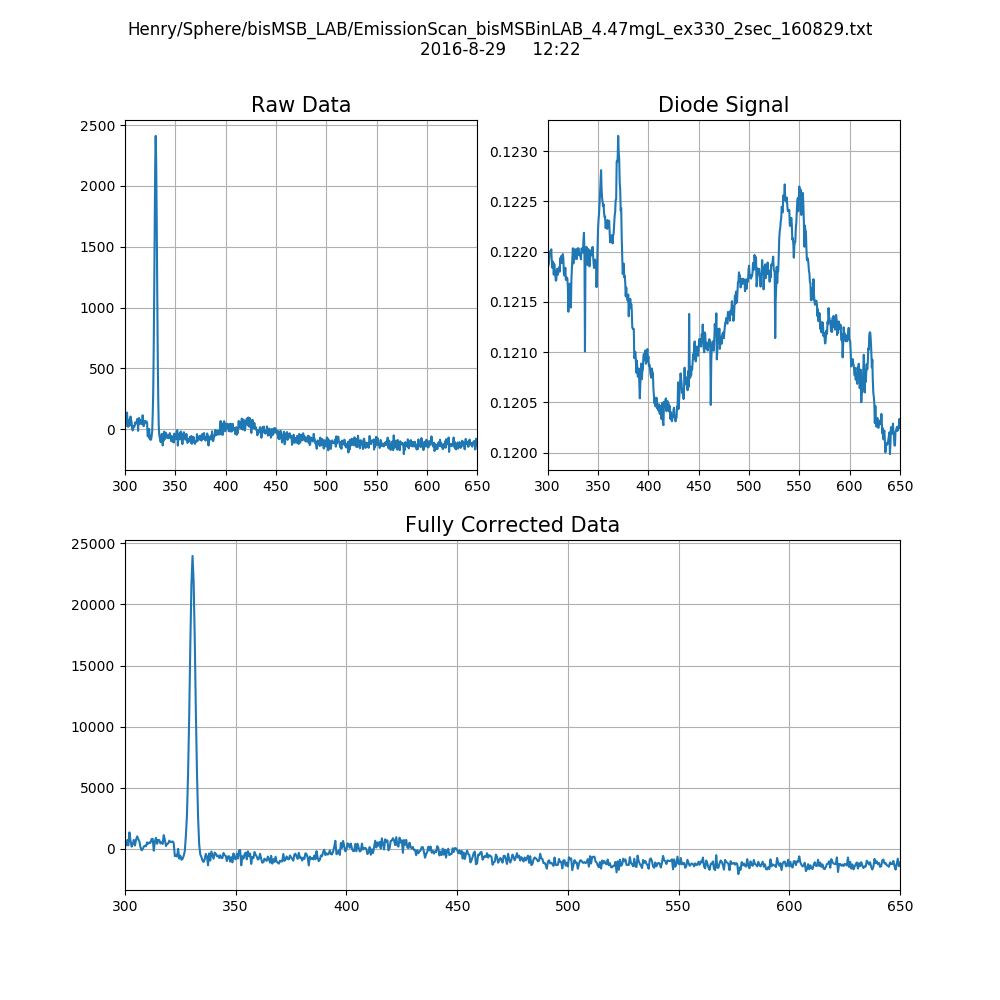 Henry/Sphere/bisMSB_LAB/EmissionScan_bisMSBinLAB_4.47mgL_ex330_2sec_160829.txt
2016-8-29 12:22
Raw Data
2500
2000
1500
1000
500
0
300 350 400 450 500 550 600 650
Diode Signal
0.1230
0.1225
0.1220
0.1215
0.1210
0.1205
0.1200
300 350 400 450 500 550 600 650
Fully Corrected Data
25000
20000
15000
10000
5000
0
300 350 400 450 500 550 600 650